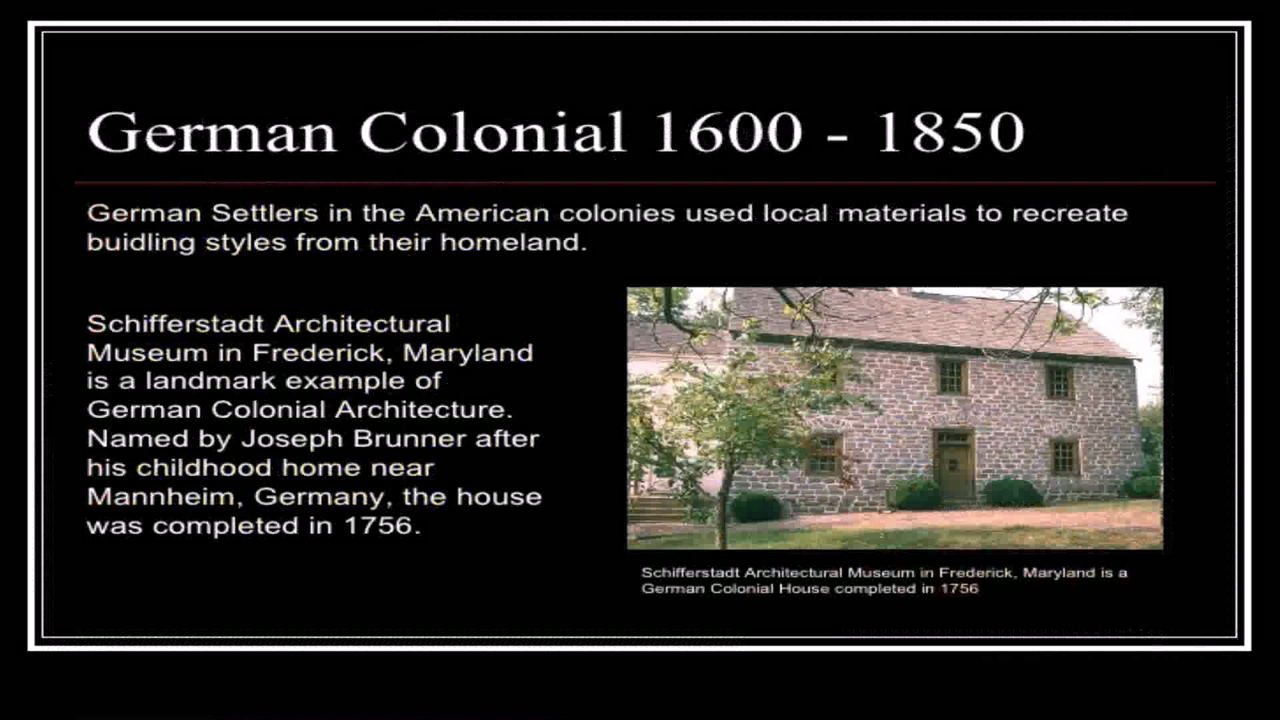 German Colonial 1600 - 1850
German Settlers in the American colonies used local materials to recreate
buidling styles from their homeland.
Schifferstadt Architectural
Museum in Frederick, Maryland
is a landmark example of
German Colonial Architecture.
Named by Joseph Brunner after
his childhood home near
Mannheim, Germany, the house
was completed in 1756.
Schifferstadt Architectural Museum in Frederick, Maryland is a
German Colonial House completed in 1756